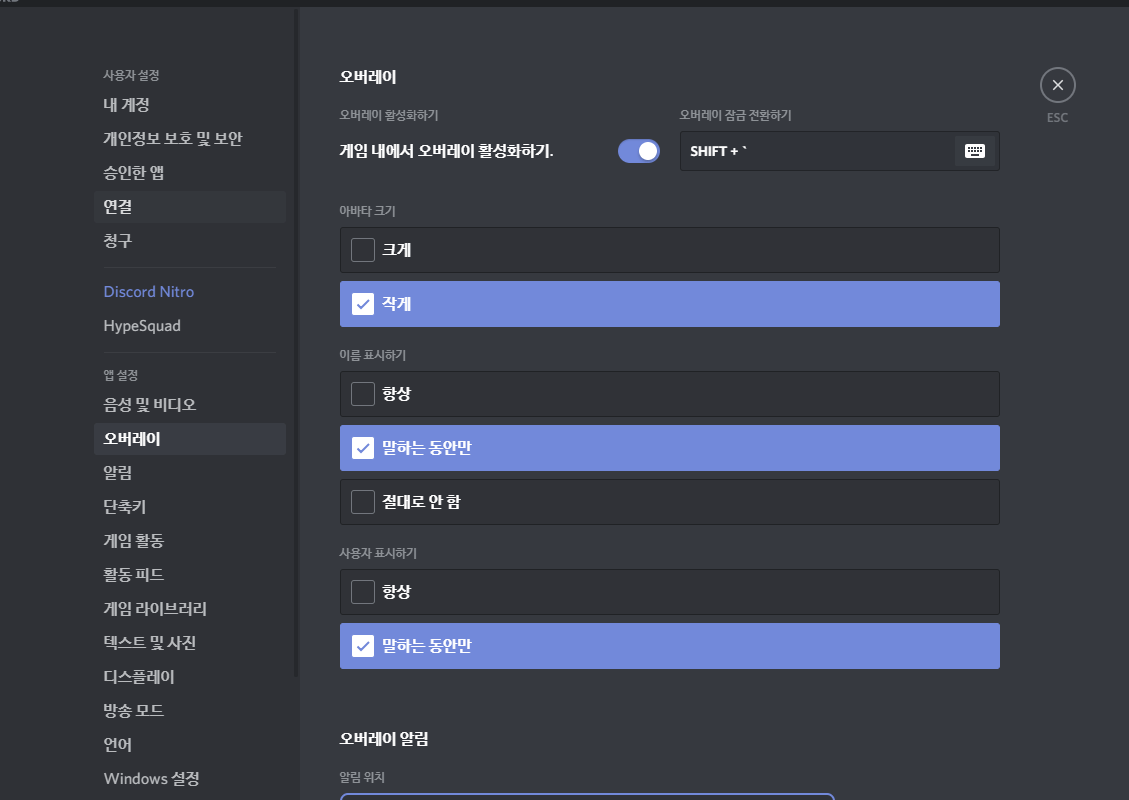 사용자 설정
내 계정
개인정보 보호 및 보안
승인한 앱
연결
청구
Discord Nitro
HypeSquad
앱 설정
음성 및 비디오
오버레이
알림
단축키
게임 활동
활동 피드
게임 라이브러리
텍스트 및 사진
디스플레이
방송 모드
언어
Windows 설정
오버레이
오버레이 활성화하기
게임 내에서 오버레이 활성화하기.
오버레이 잠금 전환하기
SHIFT + `
ESC
아바타 크기
크게
작게
이름 표시하기
항상
말하는 동안만
절대로 안 함
사용자 표시하기
항상
말하는 동안만
오버레이 알림
알림 위치